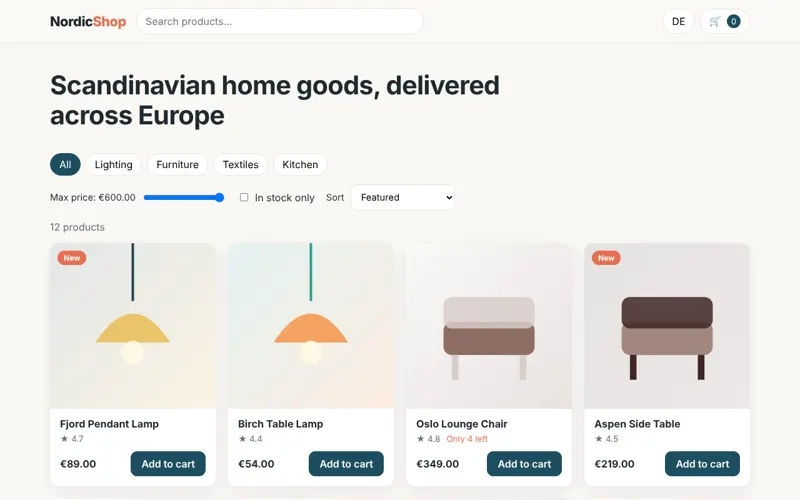 NordicShop Search products... DE 0
Scandinavian home goods, delivered
across Europe
All Lighting Furniture Textiles Kitchen
Max price: €600.00 In stock only Sort Featured
12 products
New New
Fjord Pendant Lamp Birch Table Lamp Oslo Lounge Chair Aspen Side Table
★ 4.7 ★ 4.4 ★ 4.8 Only 4 left ★ 4.5
€89.00 Add to cart €54.00 Add to cart €349.00 Add to cart €219.00 Add to cart